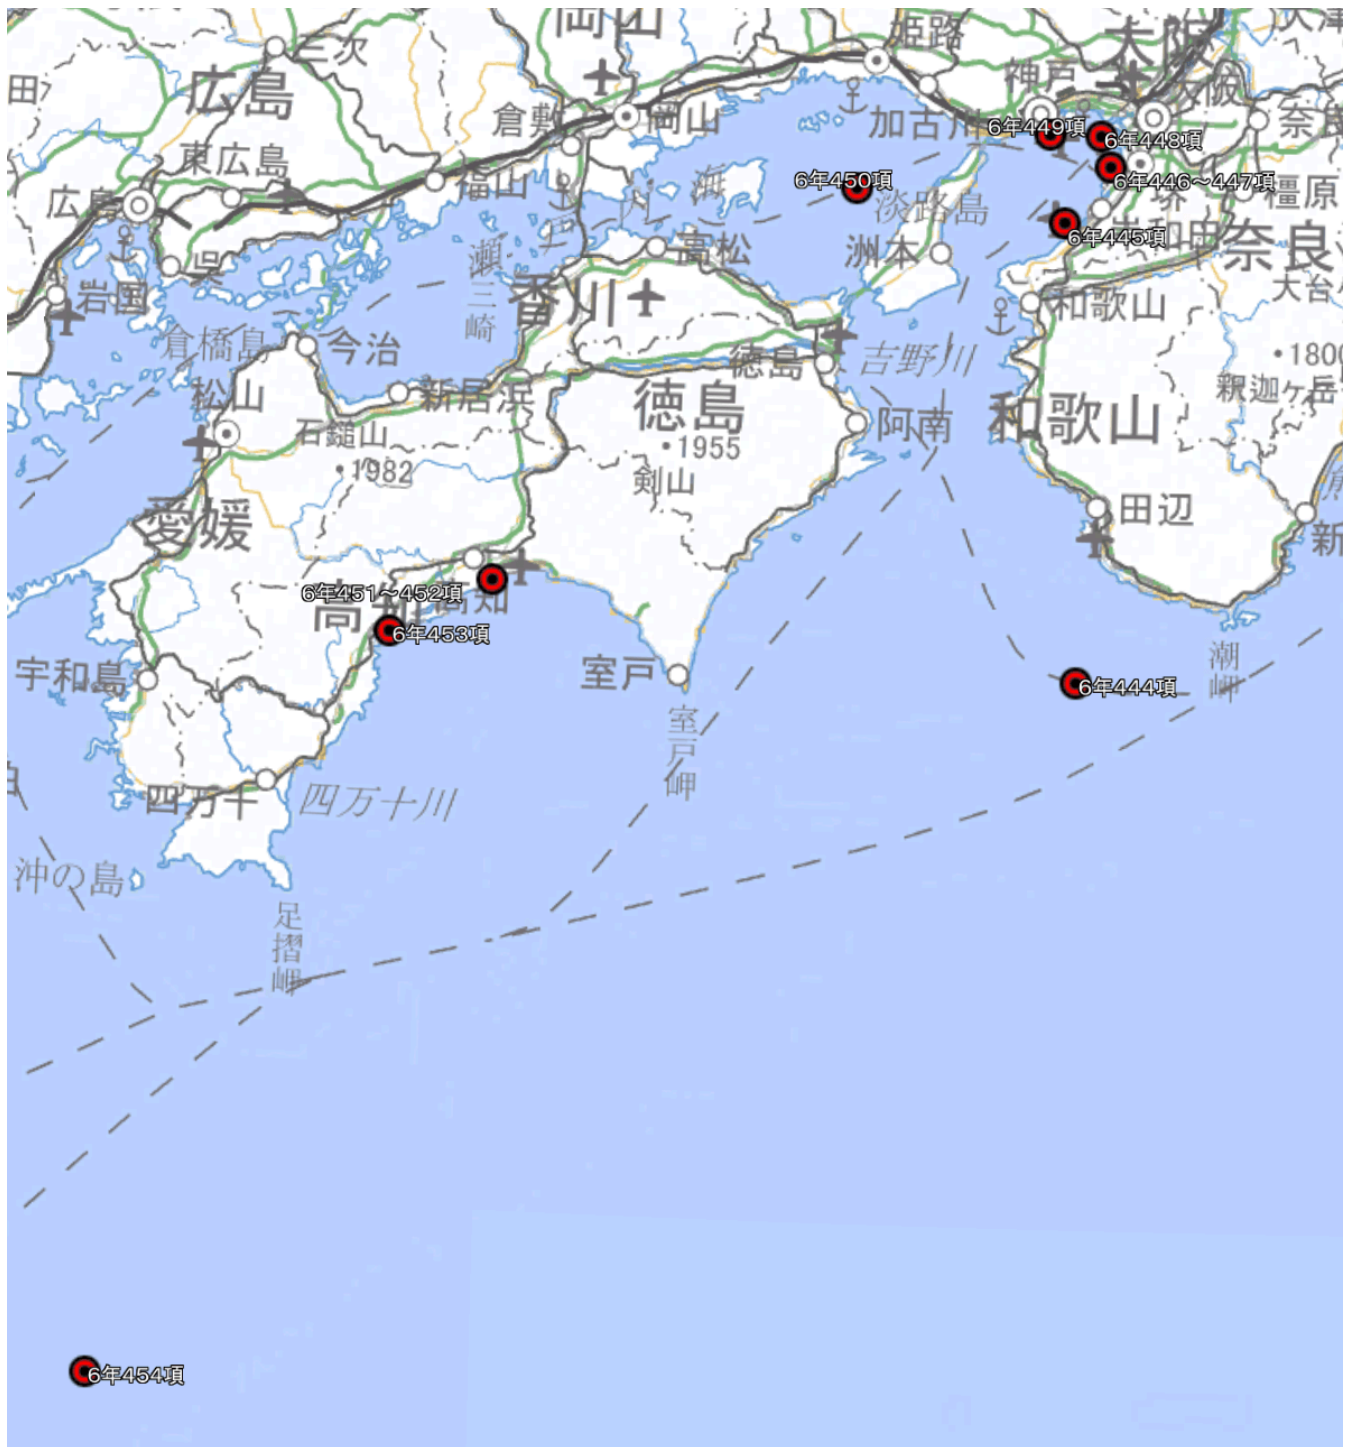 岡山
姫路
大阪
大津
三次
広島
神戸
大阪
田
倉敷
岡山
加古川
6年449項
6年448項
奈良
東広島
福山
海
6年450項
6年446～447項
橿原
広島
内
淡路島
堺
戸
岸和田
6年445項
奈良
呉
瀬
高松
洲本
岩国
三崎
香川
和歌山
大台
倉橋島
今治
徳島
吉野川
・1800
松山
新居浜
徳島
阿南
和歌山
釈迦ヶ岳
石鎚山
・1955
・1982
剣山
田辺
愛媛
新
6年451～452項
高知
高知
6年453項
宇和島
室戸
潮岬
6年444項
室戸岬
四万十
四万十川
沖の島
足摺岬
6年454項